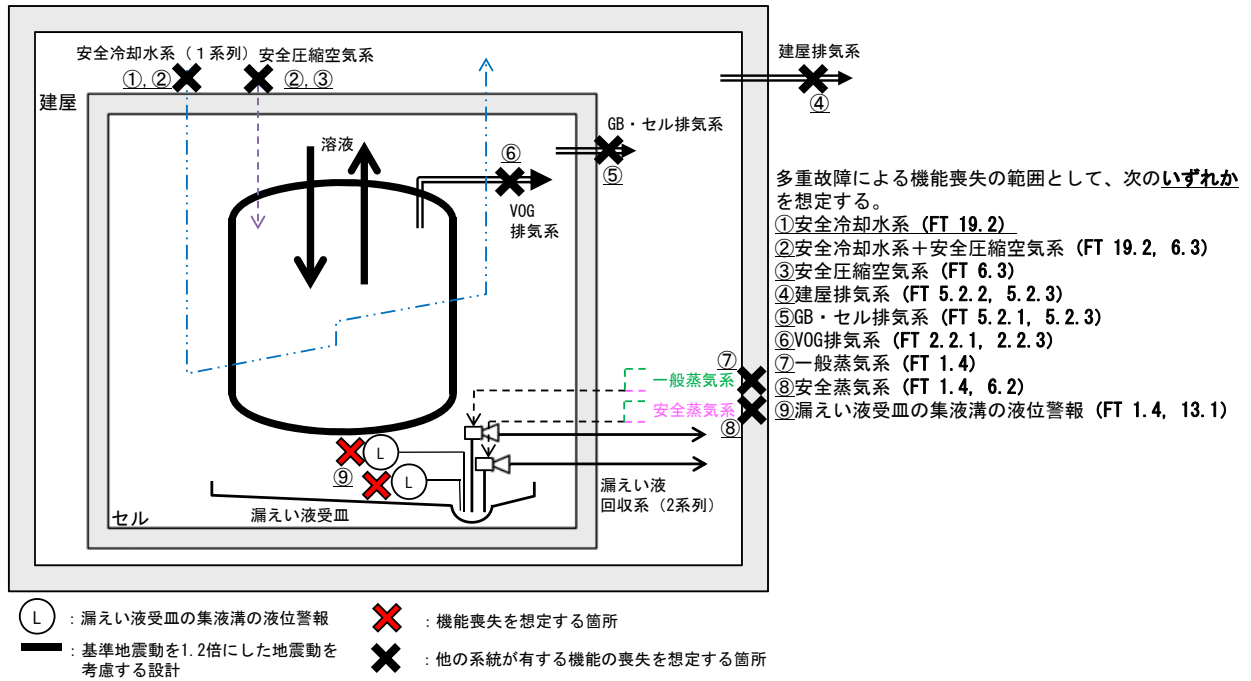 安全冷却水系（１系列）
①,②
安全圧縮空気系
②,③
建屋排気系
④
建屋
GB・セル排気系
⑤
溶液
⑥
VOG
排気系
多重故障による機能喪失の範囲として、次のいずれか
を想定する。
①安全冷却水系 (FT 19.2)
②安全冷却水系＋安全圧縮空気系 (FT 19.2, 6.3)
③安全圧縮空気系 (FT 6.3)
④建屋排気系 (FT 5.2.2, 5.2.3)
⑤GB・セル排気系 (FT 5.2.1, 5.2.3)
⑥VOG排気系 (FT 2.2.1, 2.2.3)
⑦一般蒸気系 (FT 1.4)
⑧安全蒸気系 (FT 1.4, 6.2)
⑨漏えい液受皿の集液溝の液位警報 (FT 1.4, 13.1)
⑦
一般蒸気系
安全蒸気系
⑧
L
L
⑨
漏えい液
回収系（2系列）
漏えい液受皿
セル
L
：漏えい液受皿の集液溝の液位警報
：機能喪失を想定する箇所
：基準地震動を1.2倍にした地震動を
考慮する設計
：他の系統が有する機能の喪失を想定する箇所